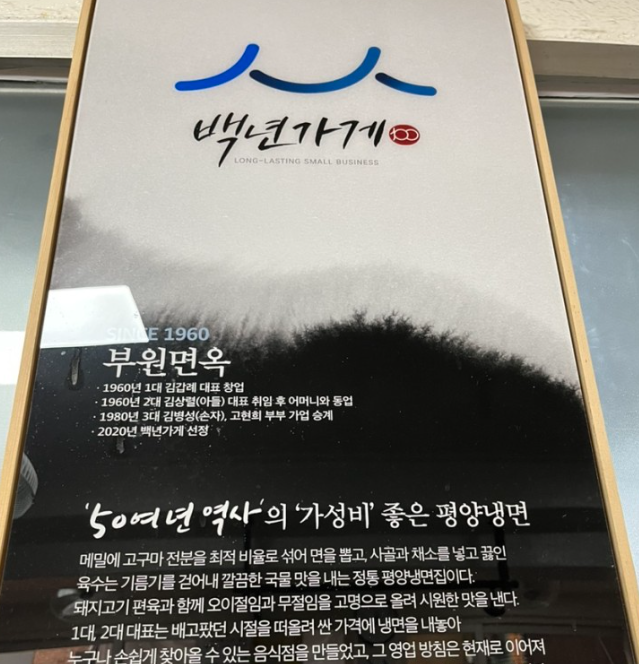 백년가게 100
LONG-LASTING SMALL BUSINESS
SINCE 1960
부원면옥
· 1960년 1대 김갑례 대표 창업
· 1960년 2대 김상렬(아들) 대표 취임 후 어머니와 동업
· 1980년 3대 김병성(손자), 고현희 부부 가업 승계
· 2020년 백년가게 선정
'50여년 역사'의 '가성비' 좋은 평양냉면
메밀에 고구마 전분을 최적 비율로 섞어 면을 뽑고, 사골과 채소를 넣고 끓인
육수는 기름기를 걷어내 깔끔한 국물 맛을 내는 정통 평양냉면집이다.
돼지고기 편육과 함께 오이절임과 무절임을 고명으로 올려 시원한 맛을 낸다.
1대, 2대 대표는 배고팠던 시절을 떠올려 싼 가격에 냉면을 내놓아
누구나 손쉽게 찾아올 수 있는 음식점을 만들었고, 그 영업 방침은 현재로 이어져